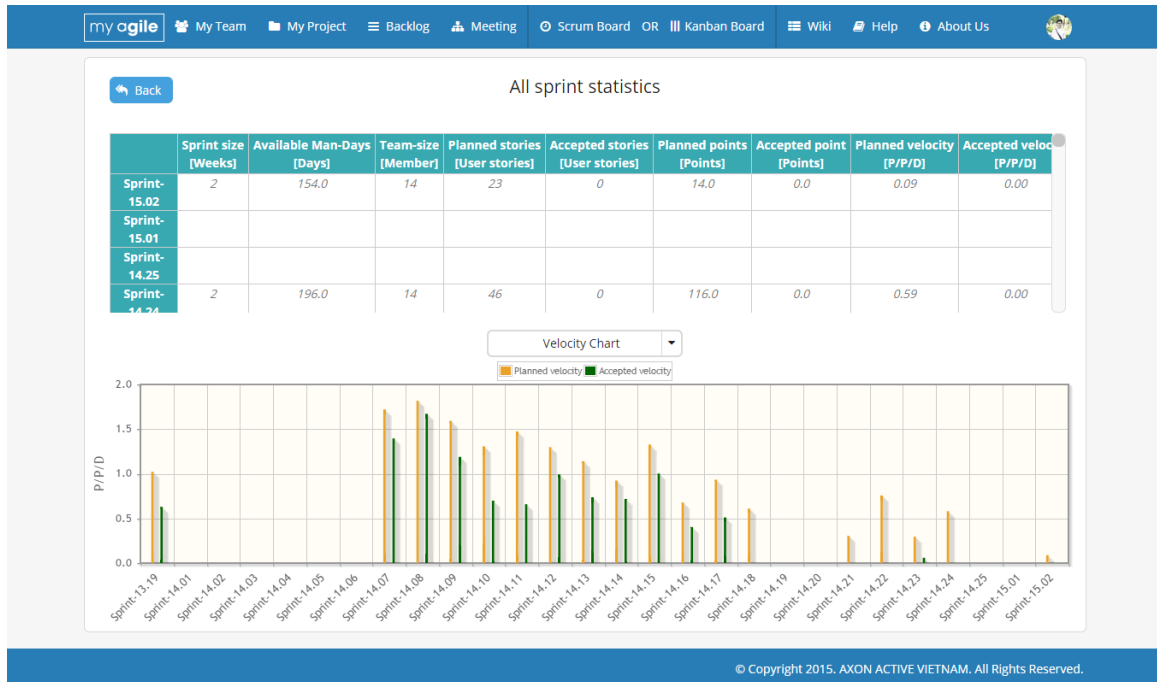 my agile My Team My Project Backlog Meeting Scrum Board OR Kanban Board Wiki Help About Us
Back
All sprint statistics
Sprint size Available Man-Days Team-size Planned stories Accepted stories Planned points Accepted point Planned velocity Accepted veloc
[Weeks] [Days] [Member] [User stories] [User stories] [Points] [Points] [P/P/D] [P/P/D]
Sprint-15.02 2 154.0 14 23 0 14.0 0.0 0.09 0.00
Sprint-15.01
Sprint-14.25
Sprint-14.24 2 196.0 14 46 0 116.0 0.0 0.59 0.00
Velocity Chart
Planned velocity Accepted velocity
P/P/D
2.0
1.5
1.0
0.5
0.0
Sprint-13.19 Sprint-14.01 Sprint-14.02 Sprint-14.03 Sprint-14.04 Sprint-14.05 Sprint-14.06 Sprint-14.07 Sprint-14.08 Sprint-14.09 Sprint-14.10 Sprint-14.11 Sprint-14.12 Sprint-14.13 Sprint-14.14 Sprint-14.15 Sprint-14.16 Sprint-14.17 Sprint-14.18 Sprint-14.19 Sprint-14.20 Sprint-14.21 Sprint-14.22 Sprint-14.23 Sprint-14.24 Sprint-14.25 Sprint-15.01 Sprint-15.02
© Copyright 2015. AXON ACTIVE VIETNAM. All Rights Reserved.